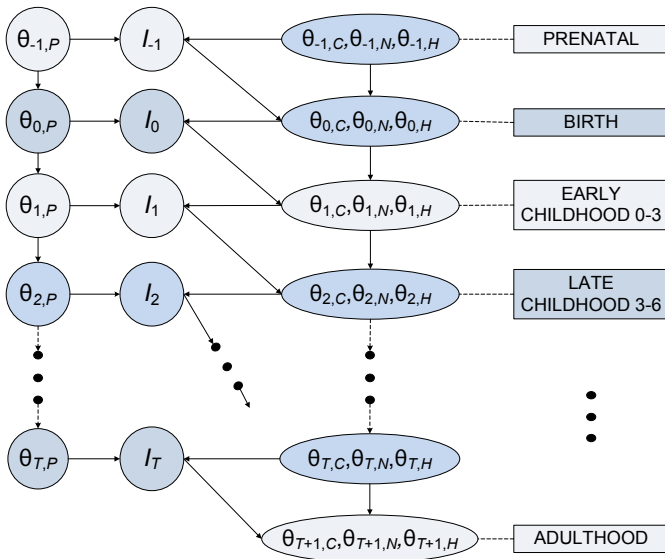 θ-1,P I-1 θ-1,C,θ-1,N,θ-1,H PRENATAL
θ0,P I0 θ0,C,θ0,N,θ0,H BIRTH
θ1,P I1 θ1,C,θ1,N,θ1,H EARLY
CHILDHOOD 0-3
θ2,P I2 θ2,C,θ2,N,θ2,H LATE
CHILDHOOD 3-6
θT,P IT θT,C,θT,N,θT,H
θT+1,C,θT+1,N,θT+1,H ADULTHOOD